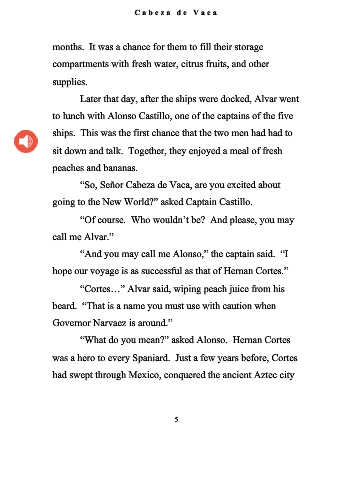 Cabeza de Vaca
months. It was a chance for them to fill their storage
compartments with fresh water, citrus fruits, and other
supplies.
Later that day, after the ships were docked, Alvar went
to lunch with Alonso Castillo, one of the captains of the five
ships. This was the first chance that the two men had had to
sit down and talk. Together, they enjoyed a meal of fresh
peaches and bananas.
“So, Señor Cabeza de Vaca, are you excited about
going to the New World?” asked Captain Castillo.
“Of course. Who wouldn’t be? And please, you may
call me Alvar.”
“And you may call me Alonso,” the captain said. “I
hope our voyage is as successful as that of Hernan Cortes.”
“Cortes…” Alvar said, wiping peach juice from his
beard. “That is a name you must use with caution when
Governor Narvaez is around.”
“What do you mean?” asked Alonso. Hernan Cortes
was a hero to every Spaniard. Just a few years before, Cortes
had swept through Mexico, conquered the ancient Aztec city
5